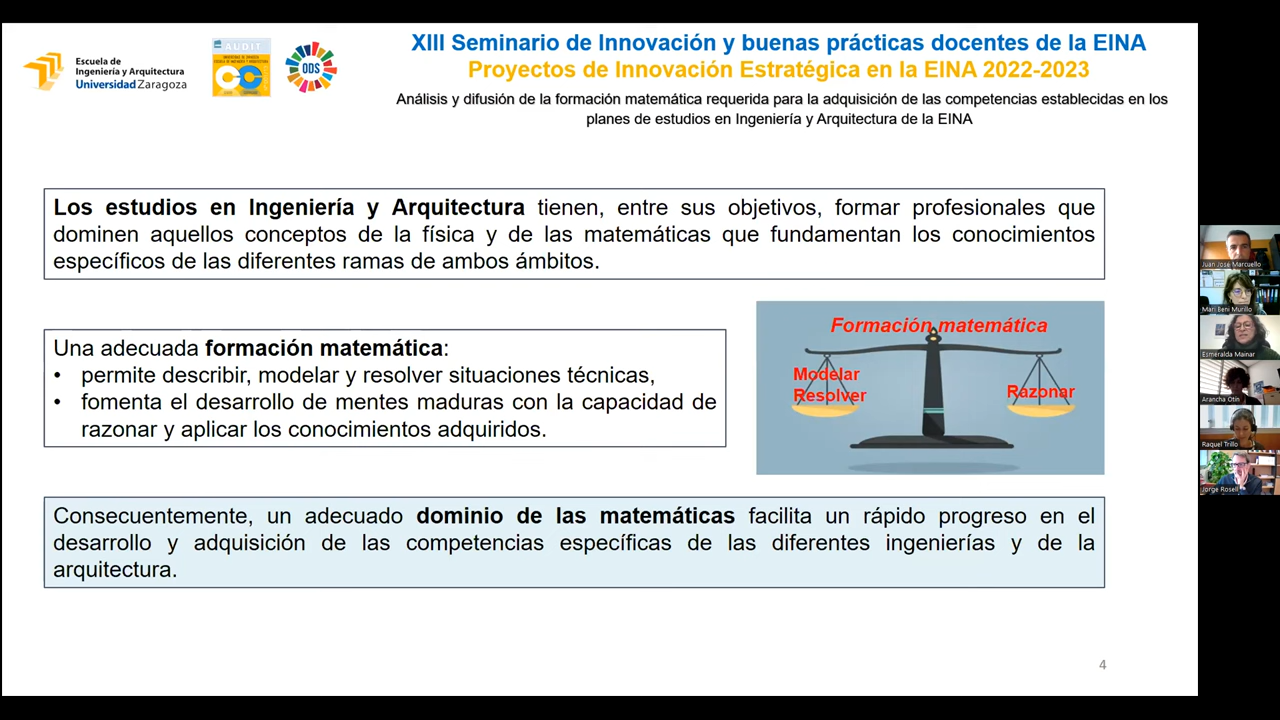 Escuela de
Ingeniería y Arquitectura
Universidad Zaragoza
AUDIT
ODS
XIII Seminario de Innovación y buenas prácticas docentes de la EINA
Proyectos de Innovación Estratégica en la EINA 2022-2023
Análisis y difusión de la formación matemática requerida para la adquisición de las competencias establecidas en los
planes de estudios en Ingeniería y Arquitectura de la EINA
Los estudios en Ingeniería y Arquitectura tienen, entre sus objetivos, formar profesionales que
dominen aquellos conceptos de la física y de las matemáticas que fundamentan los conocimientos
específicos de las diferentes ramas de ambos ámbitos.
Una adecuada formación matemática:
• permite describir, modelar y resolver situaciones técnicas,
• fomenta el desarrollo de mentes maduras con la capacidad de
razonar y aplicar los conocimientos adquiridos.
Formación matemática
Modelar
Resolver
Razonar
Consecuentemente, un adecuado dominio de las matemáticas facilita un rápido progreso en el
desarrollo y adquisición de las competencias específicas de las diferentes ingenierías y de la
arquitectura.
4
Juan José Marcuello
Mari Beni Murillo
Esmeralda Mainar
Arancha Otin
Raquel Trillo
Jorge Rosell